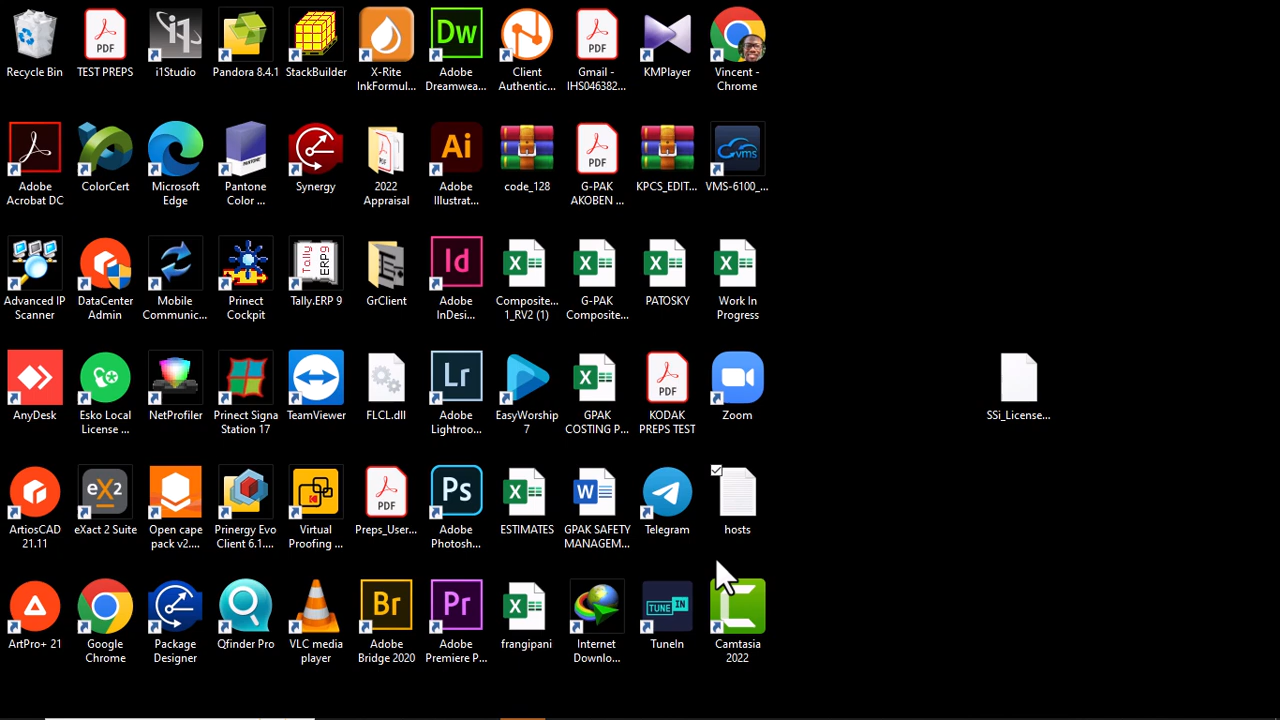 Recycle Bin
TEST PREPS
i1Studio
Pandora 8.4.1
StackBuilder
X-Rite
InkFormul...
Adobe
Dreamwea...
Client
Authentic...
Gmail -
IHS046382...
KMPlayer
Vincent -
Chrome
Adobe
Acrobat DC
ColorCert
Microsoft
Edge
Pantone
Color ...
Synergy
2022
Appraisal
Adobe
Illustrat...
code_128
G-PAK
AKOBEN ...
KPCS_EDIT...
VMS-6100_...
Advanced IP
Scanner
DataCenter
Admin
Mobile
Communic...
Prinect
Cockpit
Tally.ERP 9
GrClient
Adobe
InDesi...
Composite...
1_RV2 (1)
G-PAK
Composite...
PATOSKY
Work In
Progress
AnyDesk
Esko Local
License ...
NetProfiler
Prinect Signa
Station 17
TeamViewer
FLCL.dll
Adobe
Lightroo...
EasyWorship
7
GPAK
COSTING P...
KODAK
PREPS TEST
Zoom
SSi_License...
ArtiosCAD
21.11
eXact 2 Suite
Open cape
pack v2....
Prinergy Evo
Client 6.1....
Virtual
Proofing ...
Preps_User...
Adobe
Photosh...
ESTIMATES
GPAK SAFETY
MANAGEM...
Telegram
hosts
ArtPro+ 21
Google
Chrome
Package
Designer
Qfinder Pro
VLC media
player
Adobe
Bridge 2020
Adobe
Premiere P...
frangipani
Internet
Downlo...
TuneIn
Camtasia
2022